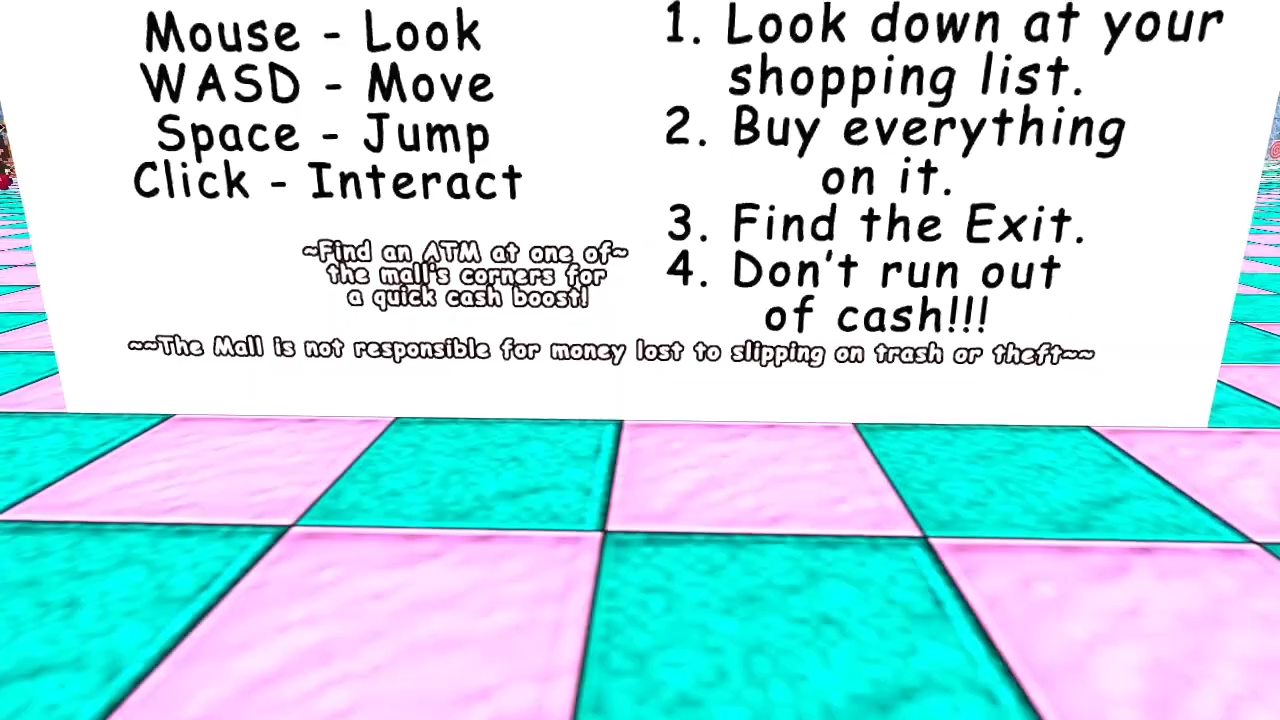 Mouse - Look
WASD - Move
Space - Jump
Click - Interact
~Find an ATM at one of~
the mall's corners for
a quick cash boost!
1. Look down at your
shopping list.
2. Buy everything
on it.
3. Find the Exit.
4. Don't run out
of cash!!!
~~The Mall is not responsible for money lost to slipping on trash or theft~~